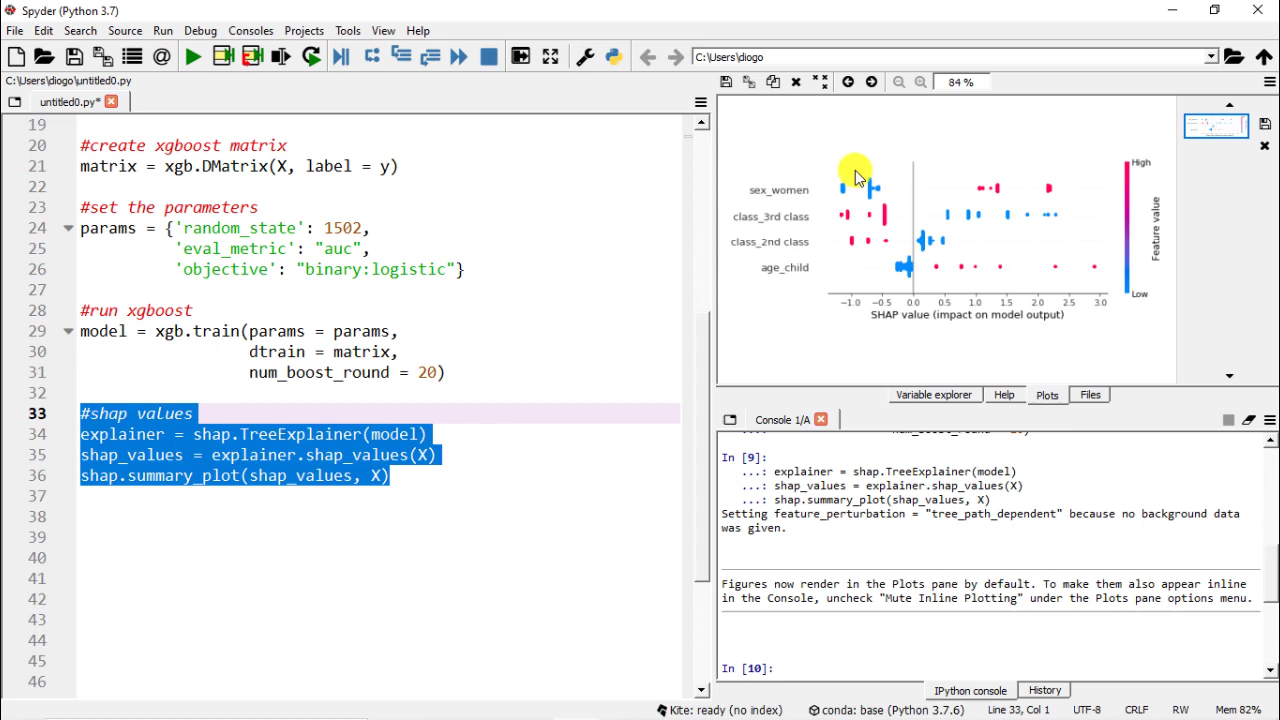 Spyder (Python 3.7)
File Edit Search Source Run Debug Consoles Projects Tools View Help
C:\Users\diogo
C:\Users\diogo\untitled0.py
untitled0.py*
84 %
19
20 #create xgboost matrix
21 matrix = xgb.DMatrix(X, label = y)
22
23 #set the parameters
24 params = {'random_state': 1502,
25 'eval_metric': "auc",
26 'objective': "binary:logistic"}
27
28 #run xgboost
29 model = xgb.train(params = params,
30 dtrain = matrix,
31 num_boost_round = 20)
32
33 #shap values
34 explainer = shap.TreeExplainer(model)
35 shap_values = explainer.shap_values(X)
36 shap.summary_plot(shap_values, X)
37
38
39
40
41
42
43
44
45
46
High
sex_women
class_3rd class
class_2nd class
age_child
Feature value
Low
−1.0 −0.5 0.0 0.5 1.0 1.5 2.0 2.5 3.0
SHAP value (impact on model output)
Variable explorer Help Plots Files
Console 1/A
In [9]:
...: explainer = shap.TreeExplainer(model)
...: shap_values = explainer.shap_values(X)
...: shap.summary_plot(shap_values, X)
Setting feature_perturbation = "tree_path_dependent" because no background data
was given.
Figures now render in the Plots pane by default. To make them also appear inline
in the Console, uncheck "Mute Inline Plotting" under the Plots pane options menu.
In [10]:
IPython console History
Kite: ready (no index) conda: base (Python 3.7.6) Line 33, Col 1 UTF-8 CRLF RW Mem 82%